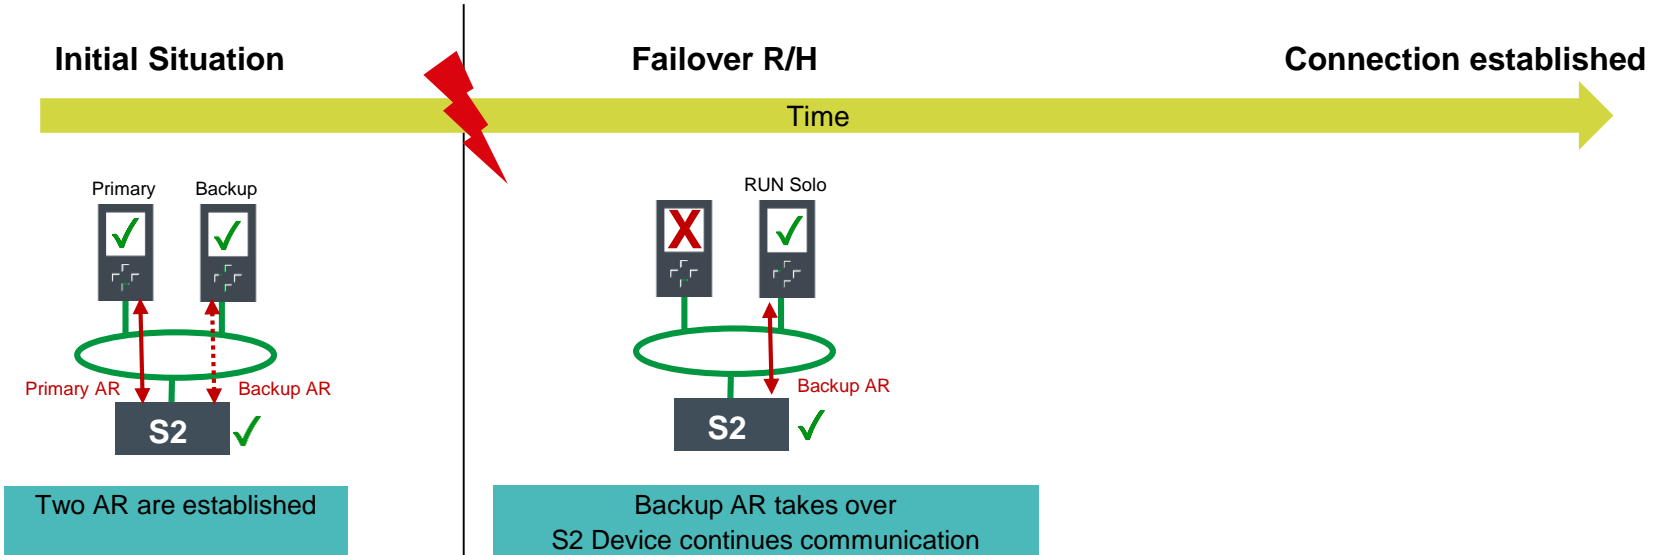 Initial Situation
Failover R/H
Connection established
Time
Primary
Backup
RUN Solo
X
Primary AR
Backup AR
Backup AR
S2
S2
Two AR are established
Backup AR takes over
S2 Device continues communication